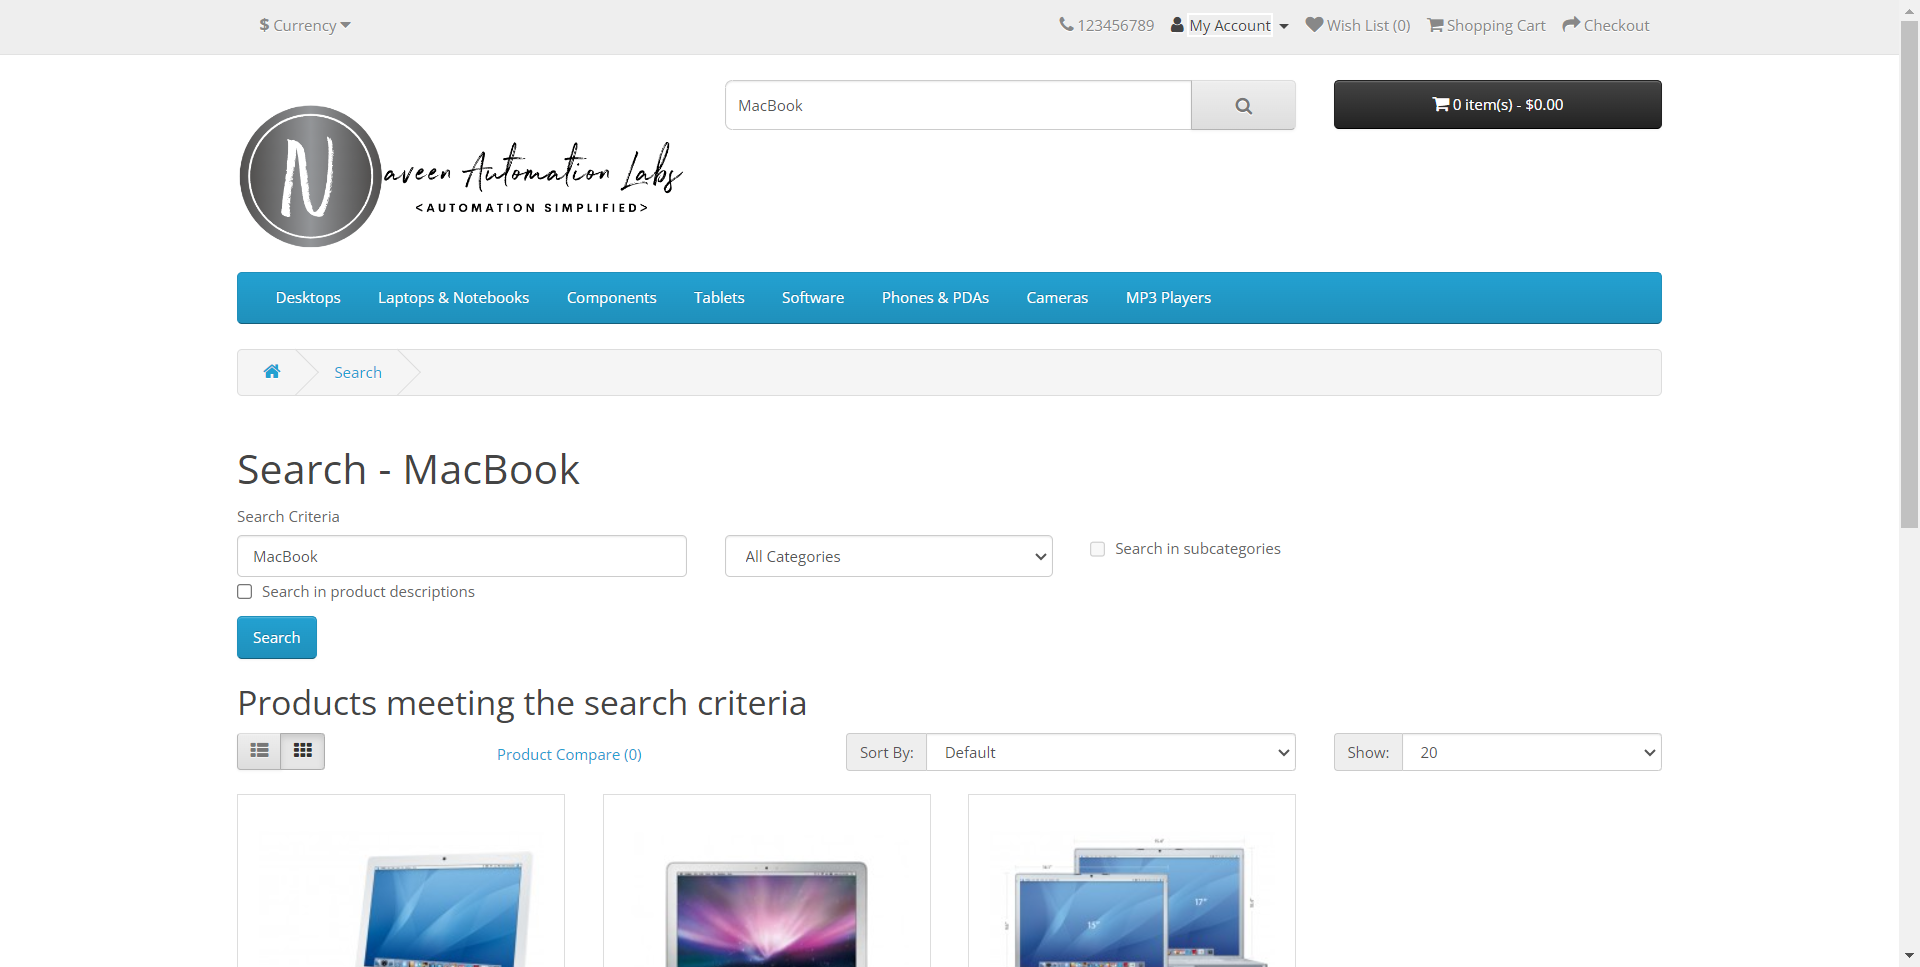 $ Currency
123456789 My Account Wish List (0) Shopping Cart Checkout
MacBook
0 item(s) - $0.00
N
aveen Automation Labs
<AUTOMATION SIMPLIFIED>
Desktops Laptops & Notebooks Components Tablets Software Phones & PDAs Cameras MP3 Players
Search
Search - MacBook
Search Criteria
MacBook
All Categories
Search in subcategories
Search in product descriptions
Search
Products meeting the search criteria
Product Compare (0)
Sort By: Default
Show: 20
17"
15"